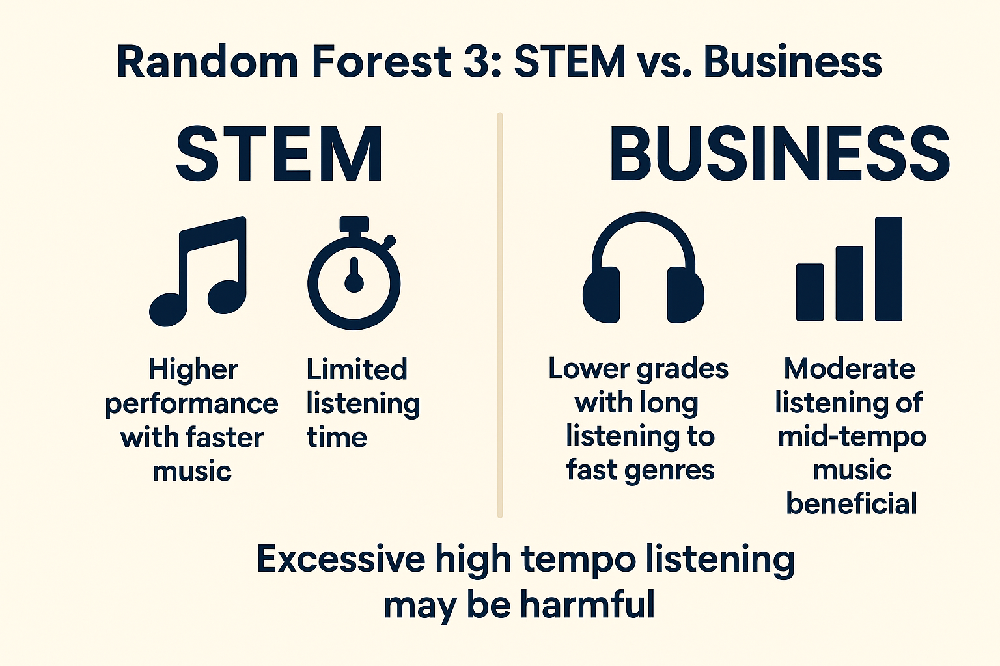 Random Forest 3: STEM vs. Business
STEM
Higher
performance
with faster
music
Limited
listening
time
BUSINESS
Lower grades
with long
listening to
fast genres
Moderate
listening of
mid-tempo
music
beneficial
Excessive high tempo listening
may be harmful